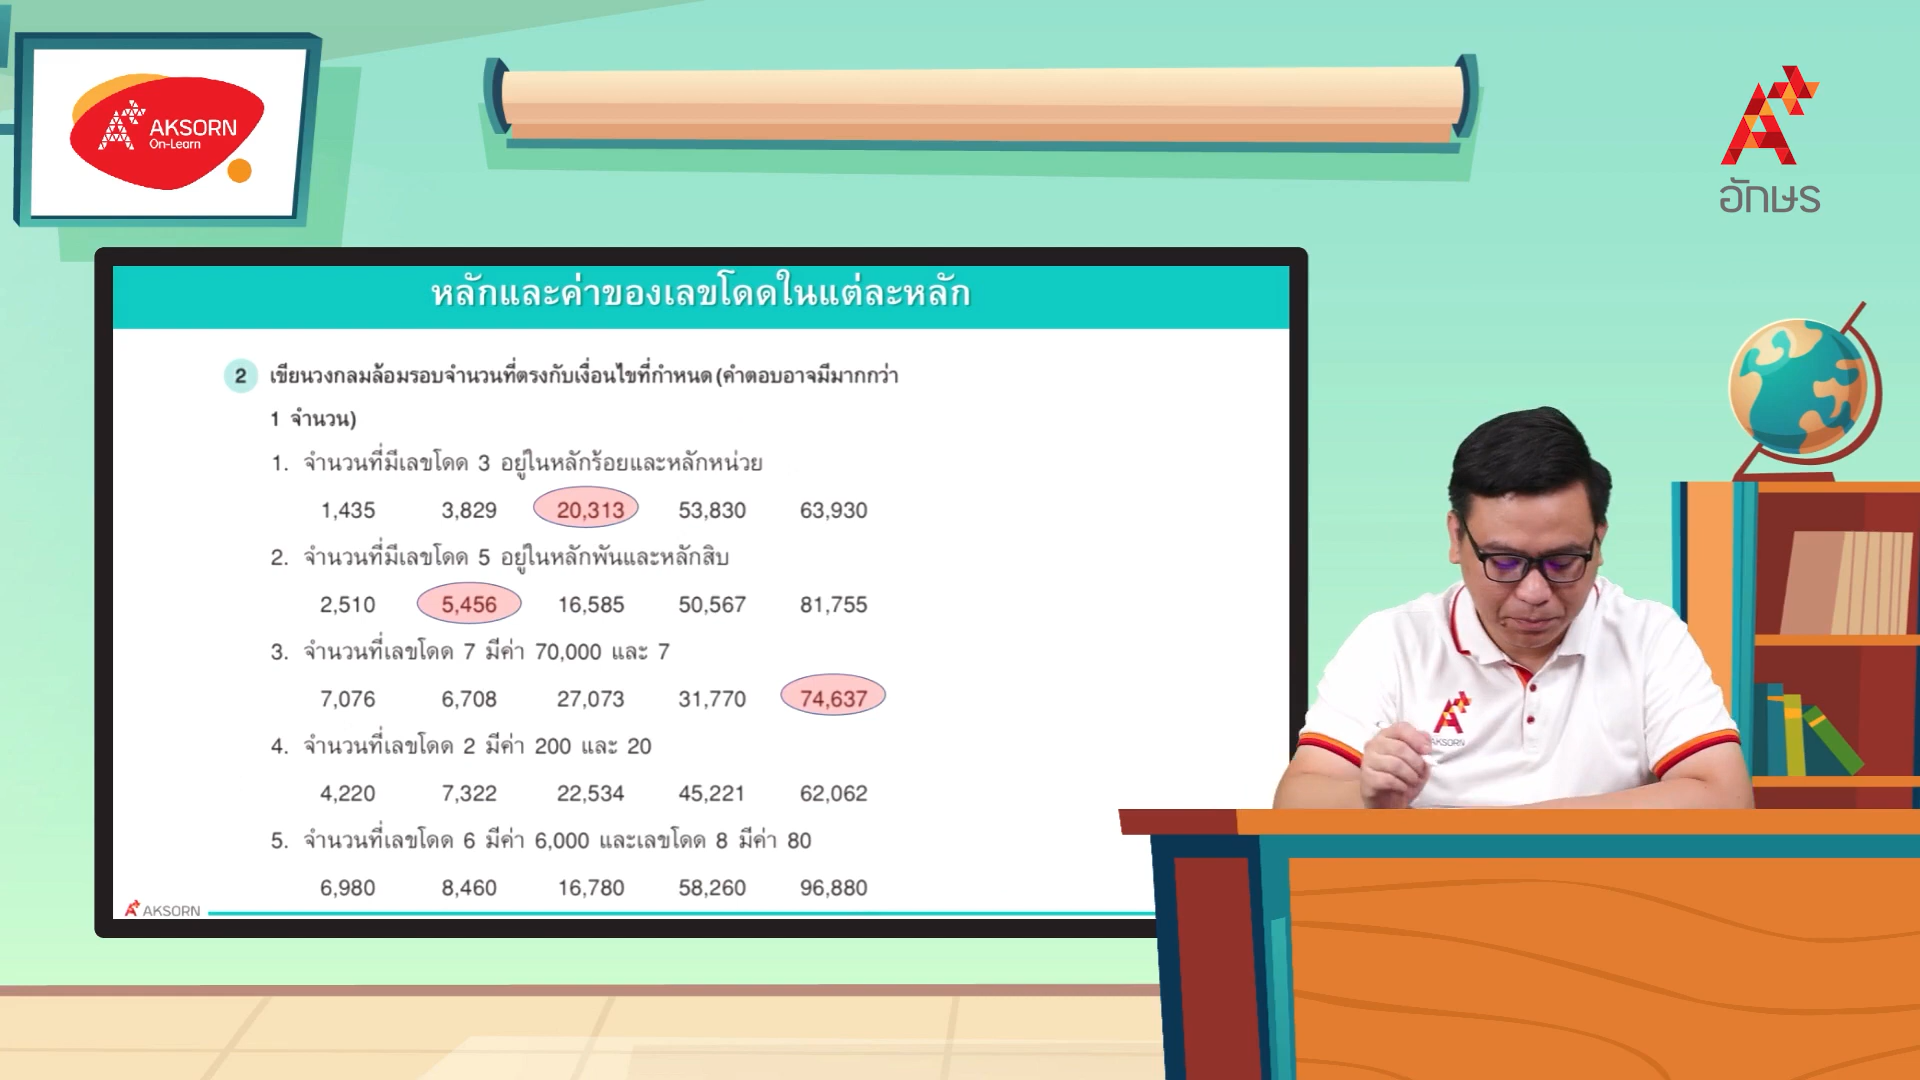 AKSORN
On-Learn
อักษร
หลักและค่าของเลขโดดในแต่ละหลัก
2 เขียนวงกลมล้อมรอบจำนวนที่ตรงกับเงื่อนไขที่กำหนด (คำตอบอาจมีมากกว่า
1 จำนวน)
1. จำนวนที่มีเลขโดด 3 อยู่ในหลักร้อยและหลักหน่วย
1,435 3,829 20,313 53,830 63,930
2. จำนวนที่มีเลขโดด 5 อยู่ในหลักพันและหลักสิบ
2,510 5,456 16,585 50,567 81,755
3. จำนวนที่เลขโดด 7 มีค่า 70,000 และ 7
7,076 6,708 27,073 31,770 74,637
4. จำนวนที่เลขโดด 2 มีค่า 200 และ 20
4,220 7,322 22,534 45,221 62,062
5. จำนวนที่เลขโดด 6 มีค่า 6,000 และเลขโดด 8 มีค่า 80
6,980 8,460 16,780 58,260 96,880
AKSORN
AKSORN